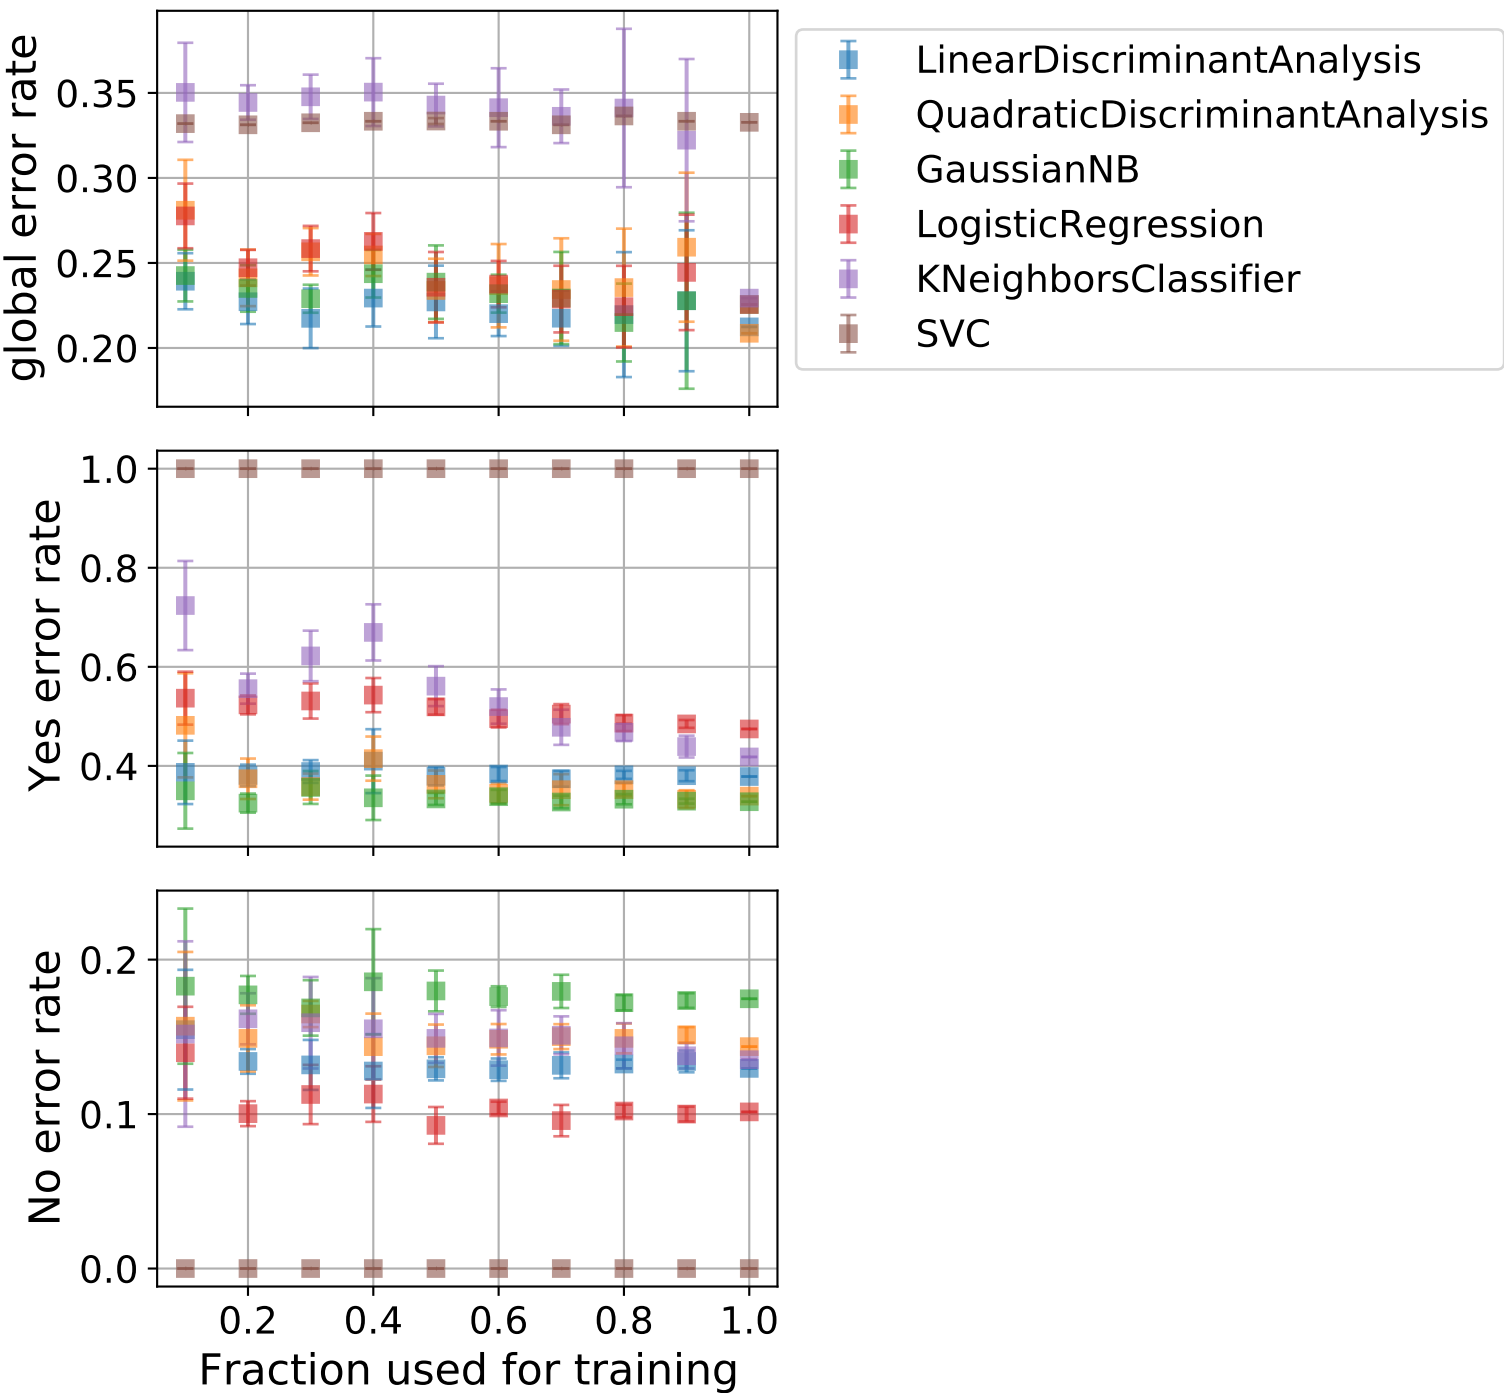 global error rate
0.35
0.30
0.25
0.20
LinearDiscriminantAnalysis
QuadraticDiscriminantAnalysis
GaussianNB
LogisticRegression
KNeighborsClassifier
SVC
Yes error rate
1.0
0.8
0.6
0.4
No error rate
0.2
0.1
0.0
0.2 0.4 0.6 0.8 1.0
Fraction used for training